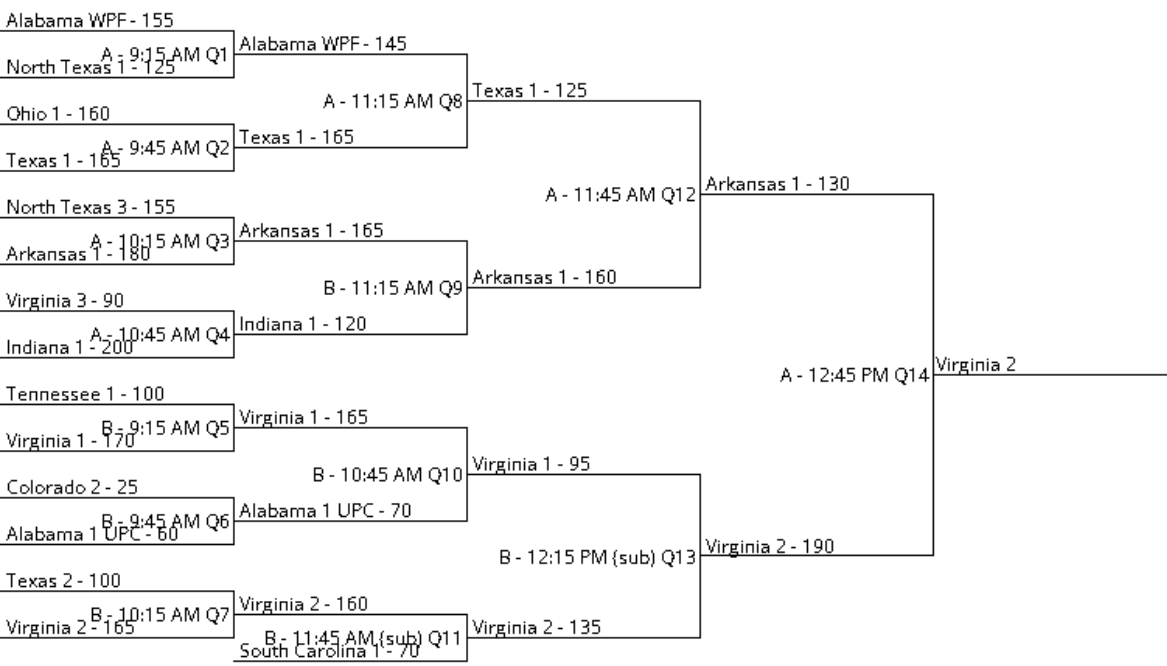 Alabama WPF - 155
A - 9:15 AM Q1
North Texas 1 - 125
Ohio 1 - 160
A - 9:45 AM Q2
Texas 1 - 165
North Texas 3 - 155
A - 10:15 AM Q3
Arkansas 1 - 180
Virginia 3 - 90
A - 10:45 AM Q4
Indiana 1 - 200
Tennessee 1 - 100
B - 9:15 AM Q5
Virginia 1 - 170
Colorado 2 - 25
B - 9:45 AM Q6
Alabama 1 UPC - 60
Texas 2 - 100
B - 10:15 AM Q7
Virginia 2 - 165
Alabama WPF - 145
A - 11:15 AM Q8
Texas 1 - 165
Arkansas 1 - 165
B - 11:15 AM Q9
Indiana 1 - 120
Virginia 1 - 165
B - 10:45 AM Q10
Alabama 1 UPC - 70
Virginia 2 - 160
B - 11:45 AM (sub) Q11
South Carolina 1 - 70
Texas 1 - 125
A - 11:45 AM Q12
Arkansas 1 - 160
Virginia 1 - 95
B - 12:15 PM (sub) Q13
Virginia 2 - 135
Arkansas 1 - 130
A - 12:45 PM Q14
Virginia 2 - 190
Virginia 2